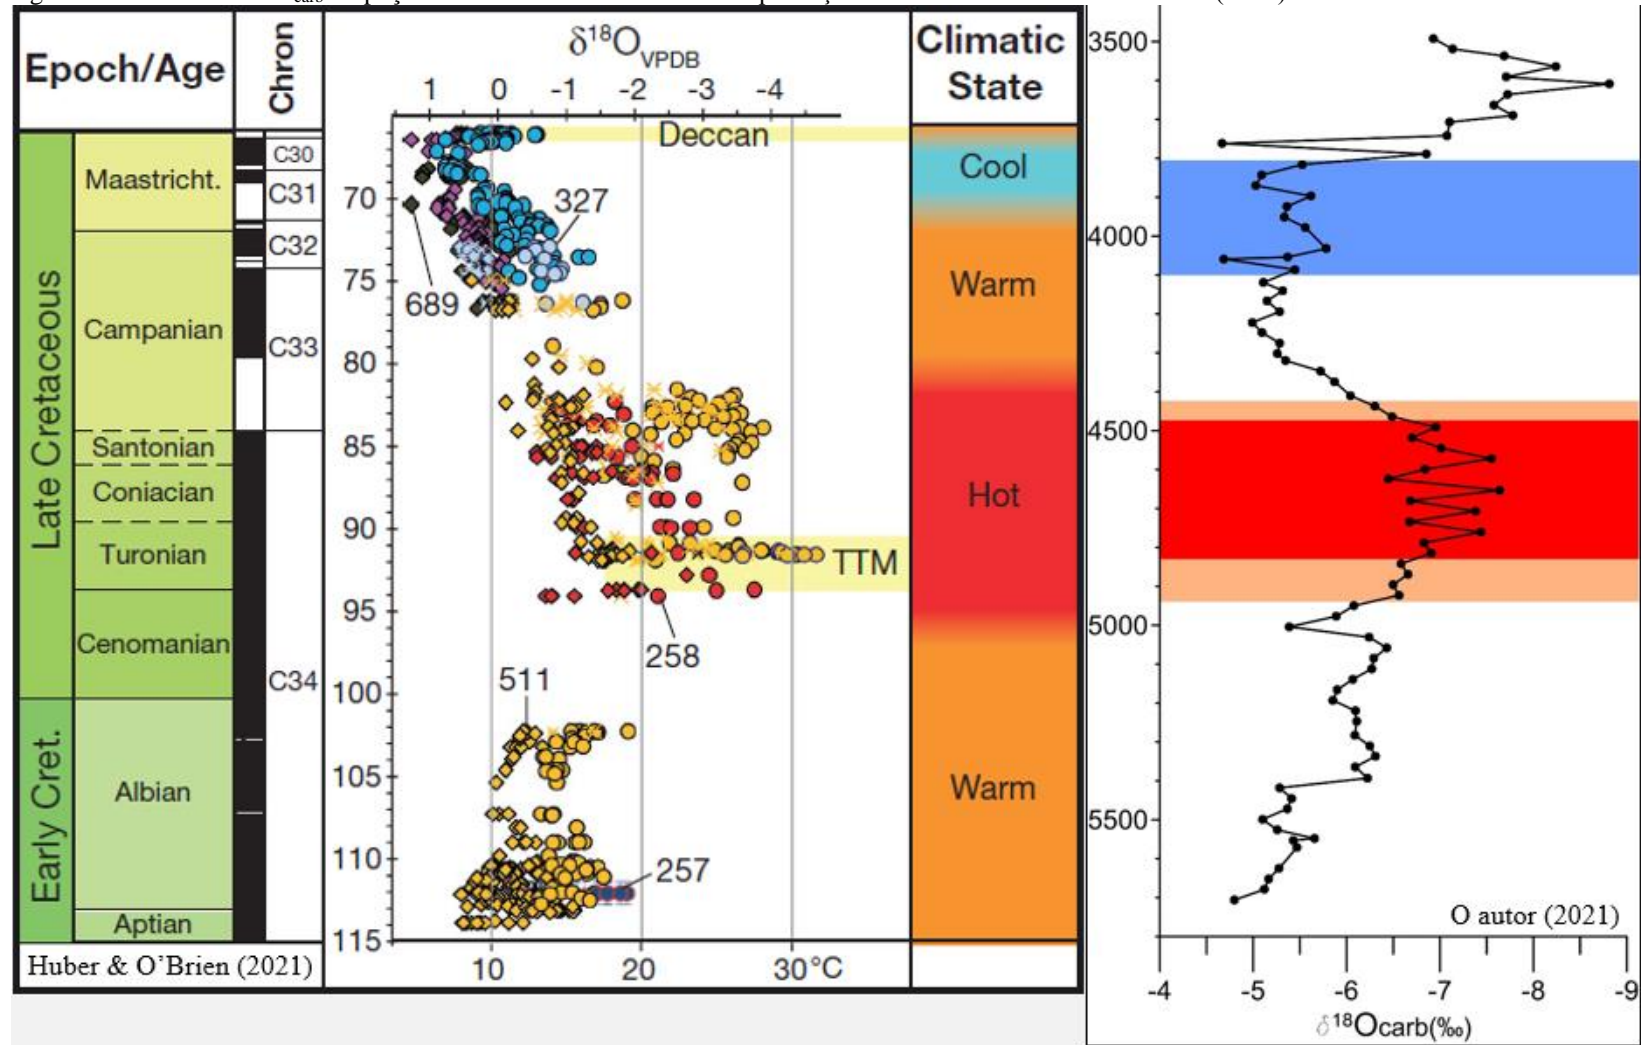 carb
Epoch/Age
Chron
δ18OVPDB
1 0 -1 -2 -3 -4
Climatic
State
Late Cretaceous
Early Cret.
Maastricht.
Campanian
Santonian
Coniacian
Turonian
Cenomanian
Albian
Aptian
C30
C31
C32
C33
C34
70
75
80
85
90
95
100
105
110
115
Deccan
327
689
TTM
258
511
257
10 20 30°C
Cool
Warm
Hot
Warm
Huber & O’Brien (2021)
3500
4000
4500
5000
5500
O autor (2021)
-4 -5 -6 -7 -8 -9
δ18Ocarb(‰)